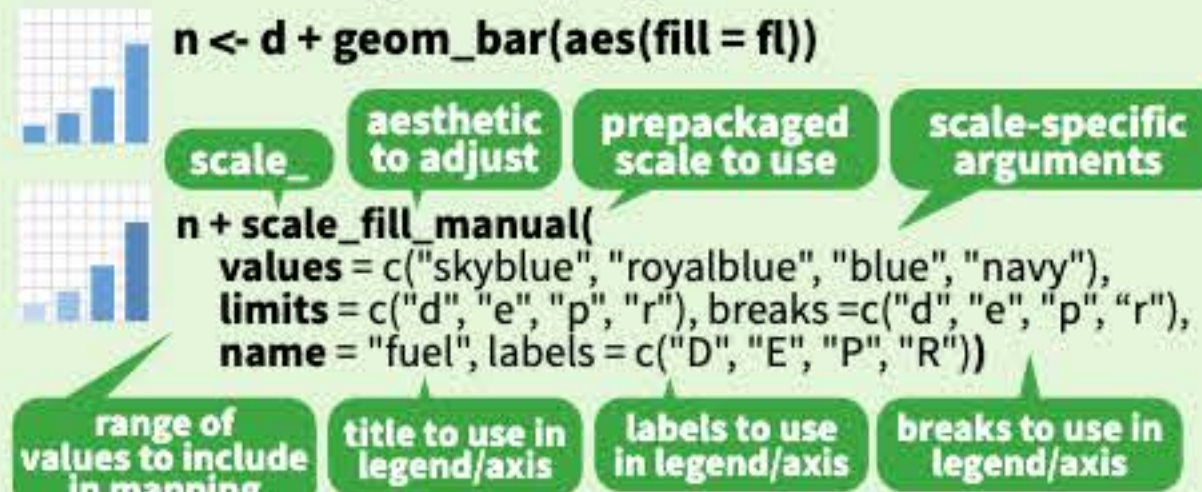 n <- d + geom_bar(aes(fill = fl))
scale_
aesthetic
to adjust
prepackaged
scale to use
scale-specific
arguments
n + scale_fill_manual(
values = c("skyblue", "royalblue", "blue", "navy"),
limits = c("d", "e", "p", "r"), breaks =c("d", "e", "p", “r"),
name = "fuel", labels = c("D", "E", "P", "R"))
range of
values to include
in mapping
title to use in
legend/axis
labels to use
in legend/axis
breaks to use in
legend/axis